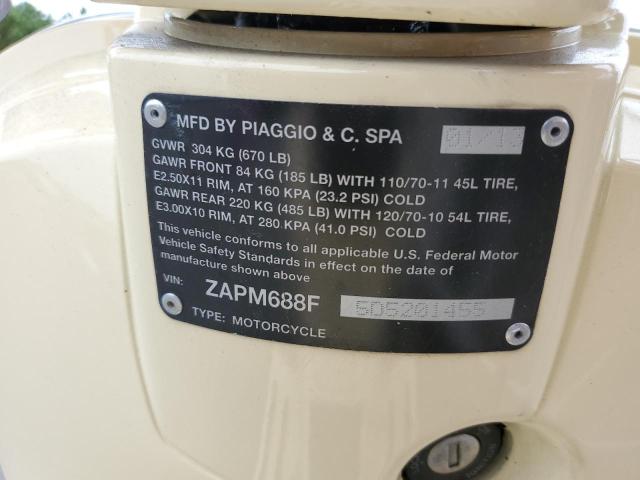 MFD BY PIAGGIO & C. SPA 01/13
GVWR 304 KG (670 LB)
GAWR FRONT 84 KG (185 LB) WITH 110/70-11 45L TIRE,
E2.50X11 RIM, AT 160 KPA (23.2 PSI) COLD
GAWR REAR 220 KG (485 LB) WITH 120/70-10 54L TIRE,
E3.00X10 RIM, AT 280 KPA (41.0 PSI) COLD
This vehicle conforms to all applicable U.S. Federal Motor
Vehicle Safety Standards in effect on the date of
manufacture shown above
VIN: ZAPM688F 5D5201455
TYPE: MOTORCYCLE